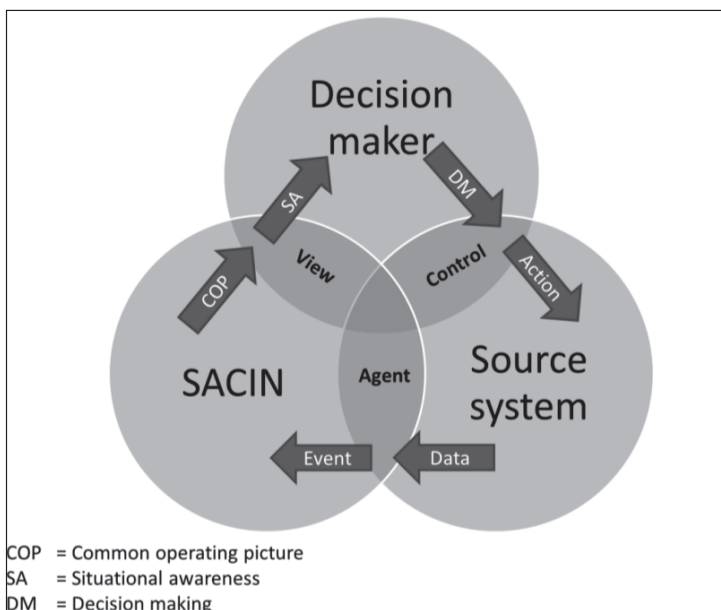 Decision
maker
SA
DM
View
Control
COP
Action
SACIN
Agent
Source
system
Event
Data
COP = Common operating picture
SA = Situational awareness
DM = Decision making